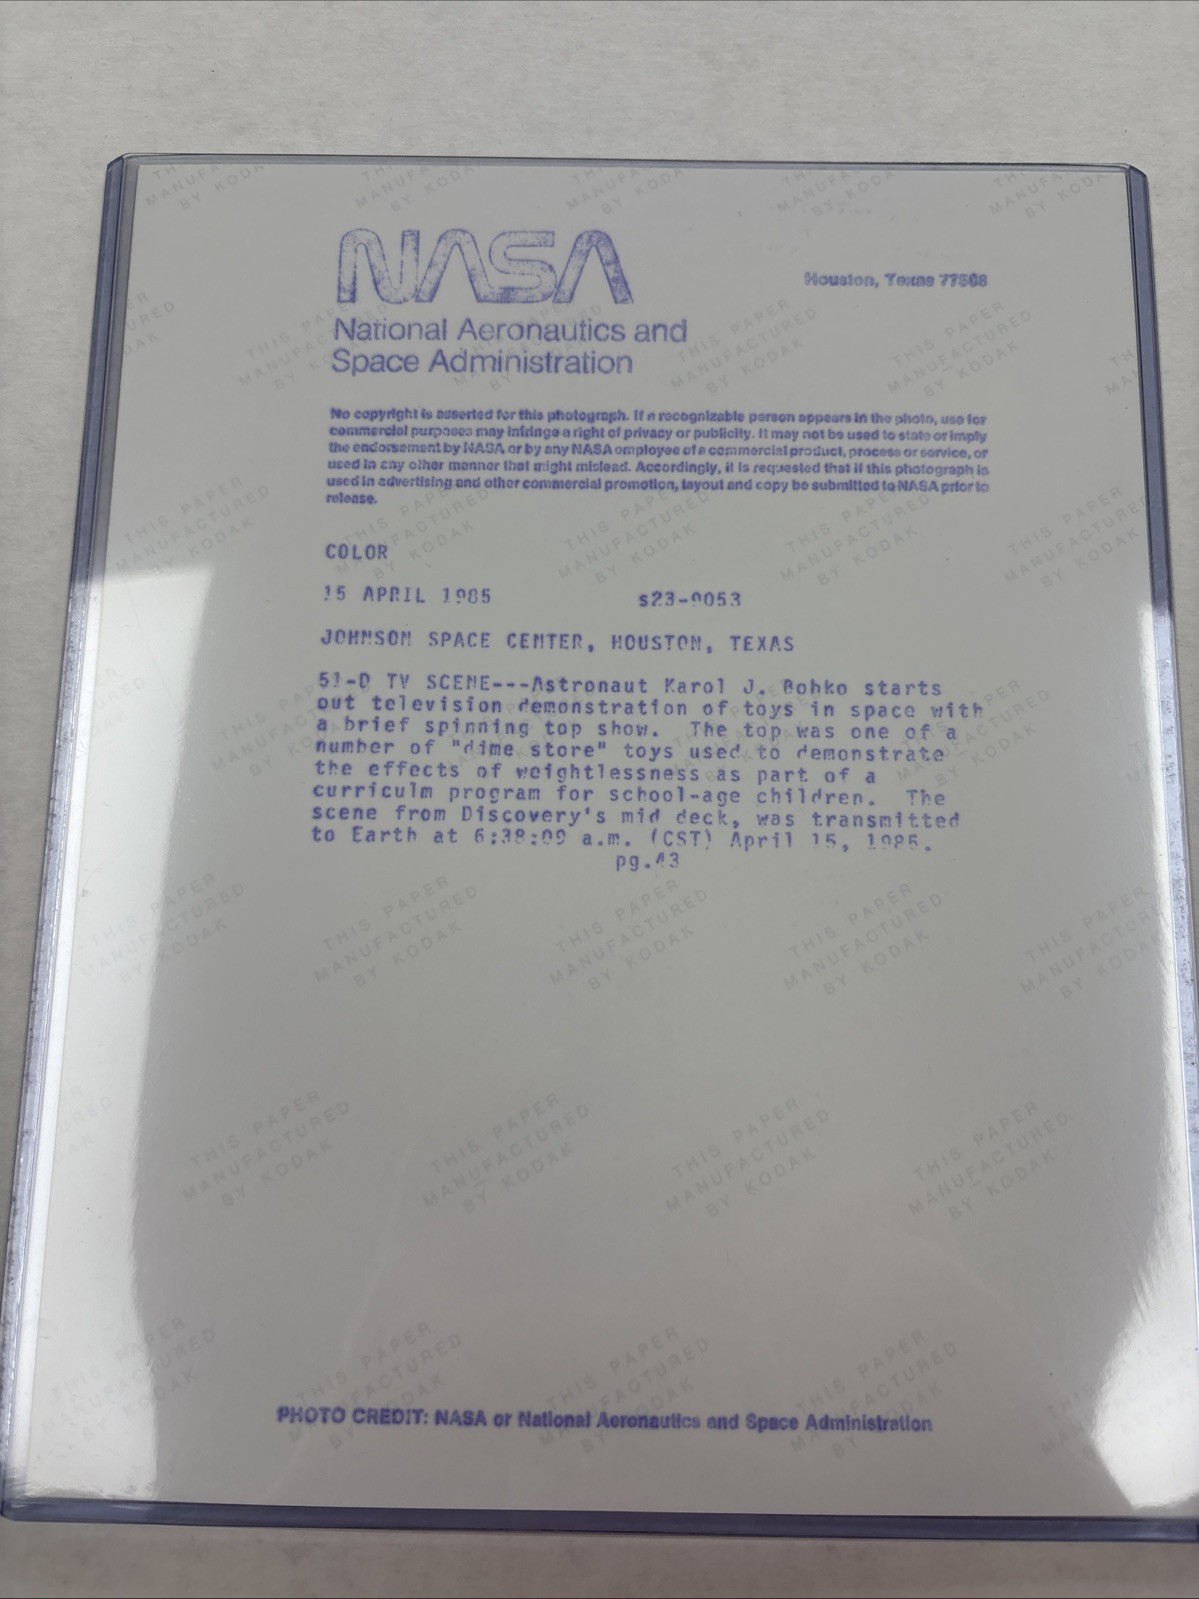 NASA
Houston, Texas 77508
National Aeronautics and
Space Administration
No copyright is asserted for this photograph. If a recognizable person appears in the photo, use for
commercial purposes may infringe a right of privacy or publicity. It may not be used to state or imply
the endorsement by NASA or by any NASA employee of a commercial product, process or service, or
used in any other manner that might mislead. Accordingly, it is requested that if this photograph is
used in advertising and other commercial promotion, layout and copy be submitted to NASA prior to
release.
COLOR
15 APRIL 1985 s23-9053
JOHNSON SPACE CENTER, HOUSTON, TEXAS
51-D TV SCENE---Astronaut Karol J. Bobko starts
out television demonstration of toys in space with
a brief spinning top show. The top was one of a
number of "dime store" toys used to demonstrate
the effects of weightlessness as part of a
curriculm program for school-age children. The
scene from Discovery's mid deck, was transmitted
to Earth at 6:38:09 a.m. (CST) April 15, 1985.
pg.43
PHOTO CREDIT: NASA or National Aeronautics and Space Administration
THIS PAPER
MANUFACTURED
BY KODAK